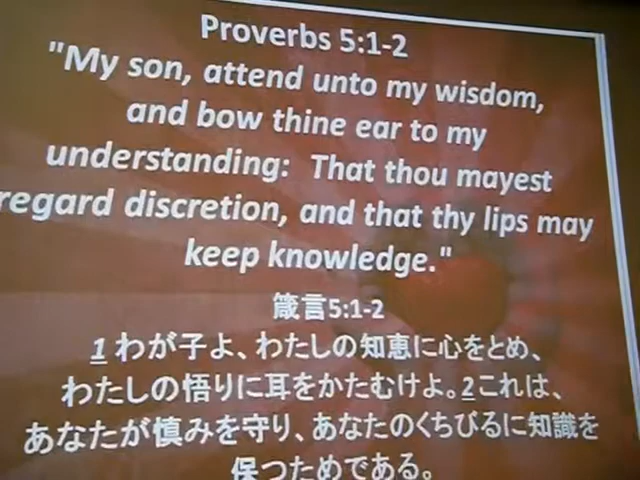 Proverbs 5:1-2
"My son, attend unto my wisdom,
and bow thine ear to my
understanding: That thou mayest
regard discretion, and that thy lips may
keep knowledge."
箴言5:1-2
1 わが子よ、わたしの知恵に心をとめ、
わたしの悟りに耳をかたむけよ。2これは、
あなたが慎みを守り、あなたのくちびるに知識を
保つためである。